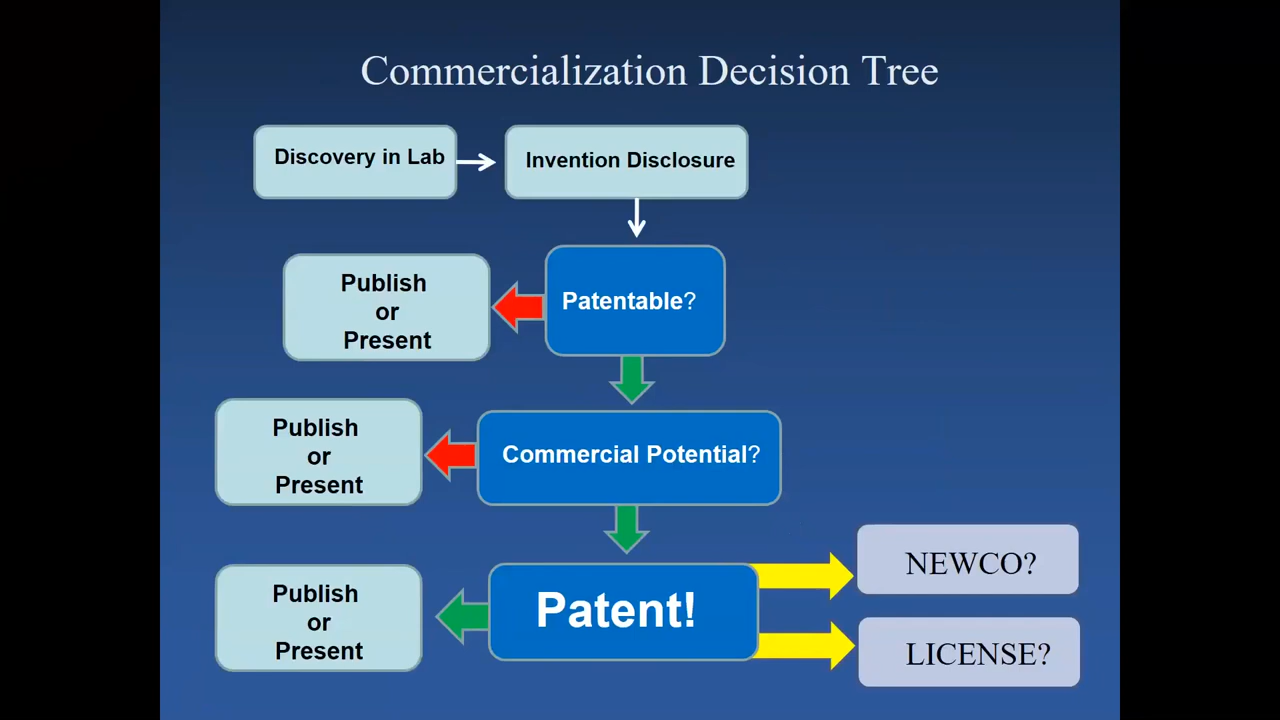 Commercialization Decision Tree
Discovery in Lab
Invention Disclosure
Publish
or
Present
Patentable?
Publish
or
Present
Commercial Potential?
Publish
or
Present
Patent!
NEWCO?
LICENSE?